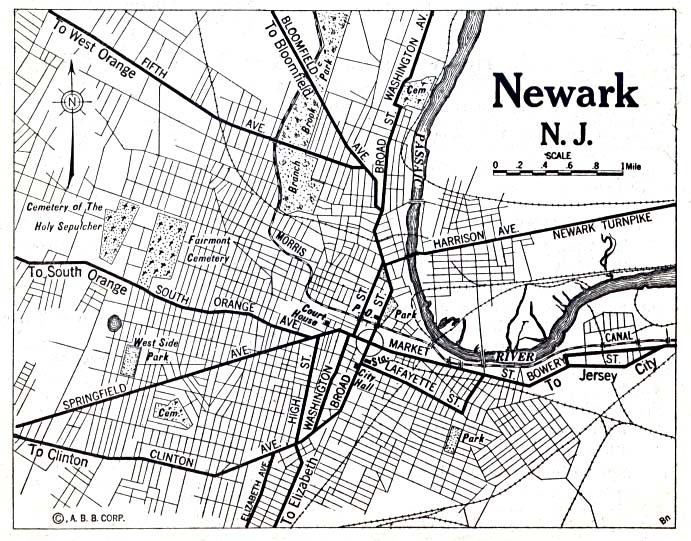 Newark
N. J.
SCALE
0 .2 .4 .6 .8 1 Mile
N
To West Orange
FIFTH
AVE.
BLOOMFIELD
AVE.
To Bloomfield
Park
Branch
Brook
WASHINGTON AV.
Cem.
BROAD ST.
PASSAIC
RIVER
HARRISON AVE.
NEWARK TURNPIKE
Cemetery of The
Holy Sepulcher
Fairmont
Cemetery
MORRIS
To South Orange
SOUTH
ORANGE
AVE.
Court
House
P. O.
ST.
ST.
Park
West Side
Park
SPRINGFIELD
AVE.
Cem.
MARKET
ST.
BOWERY
ST.
CANAL
To Jersey City
Sta.
City
Hall
LAFAYETTE ST.
HIGH ST.
WASHINGTON
BROAD
Park
To Clinton
CLINTON
AVE.
ELIZABETH AVE.
To Elizabeth
©, A. B. B. CORP.
Bn